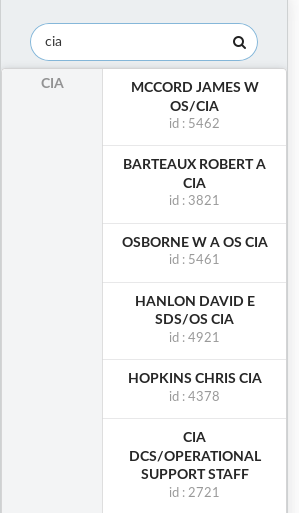 cia
CIA
MCCORD JAMES W
OS/CIA
id : 5462
BARTEAUX ROBERT A
CIA
id : 3821
OSBORNE W A OS CIA
id : 5461
HANLON DAVID E
SDS/OS CIA
id : 4921
HOPKINS CHRIS CIA
id : 4378
CIA
DCS/OPERATIONAL
SUPPORT STAFF
id : 2721